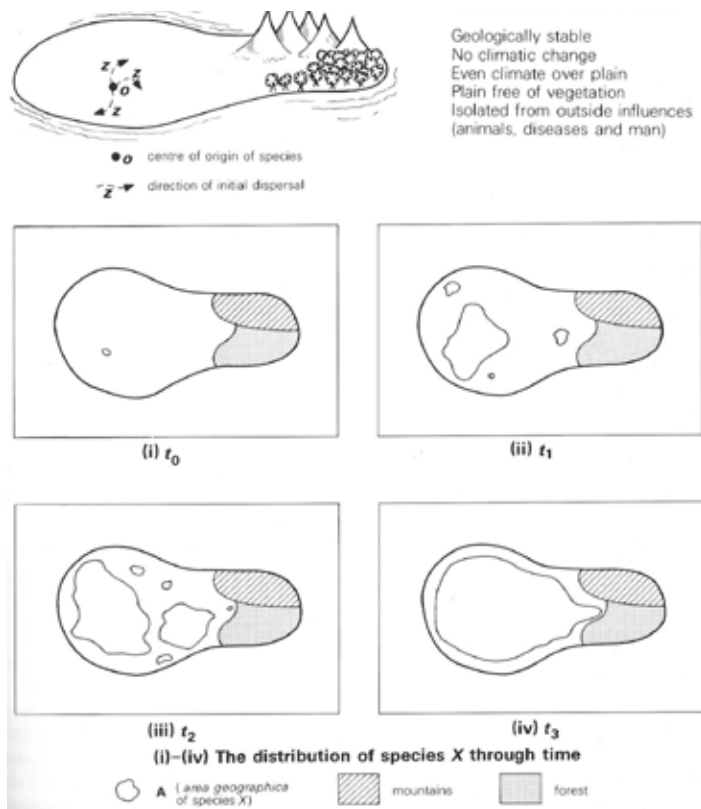 Geologically stable
No climatic change
Even climate over plain
Plain free of vegetation
Isolated from outside influences
(animals, diseases and man)
z z
o
z
o centre of origin of species
z direction of initial dispersal
(i) t0
(ii) t1
(iii) t2
(iv) t3
(i)–(iv) The distribution of species X through time
A (area geographica
of species X)
mountains
forest